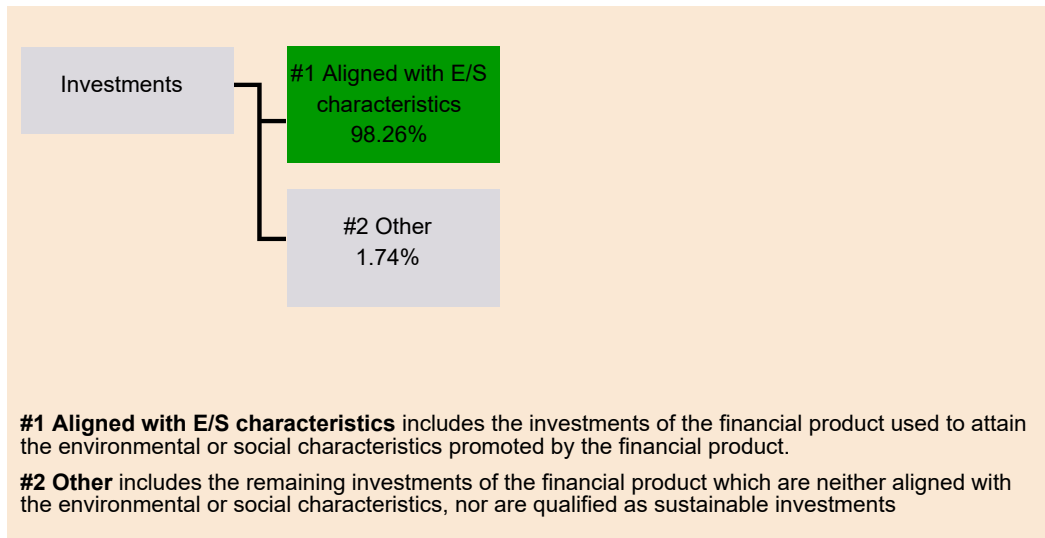 Investments
#1 Aligned with E/S
characteristics
98.26%
#2 Other
1.74%
#1 Aligned with E/S characteristics includes the investments of the financial product used to attain
the environmental or social characteristics promoted by the financial product.
#2 Other includes the remaining investments of the financial product which are neither aligned with
the environmental or social characteristics, nor are qualified as sustainable investments